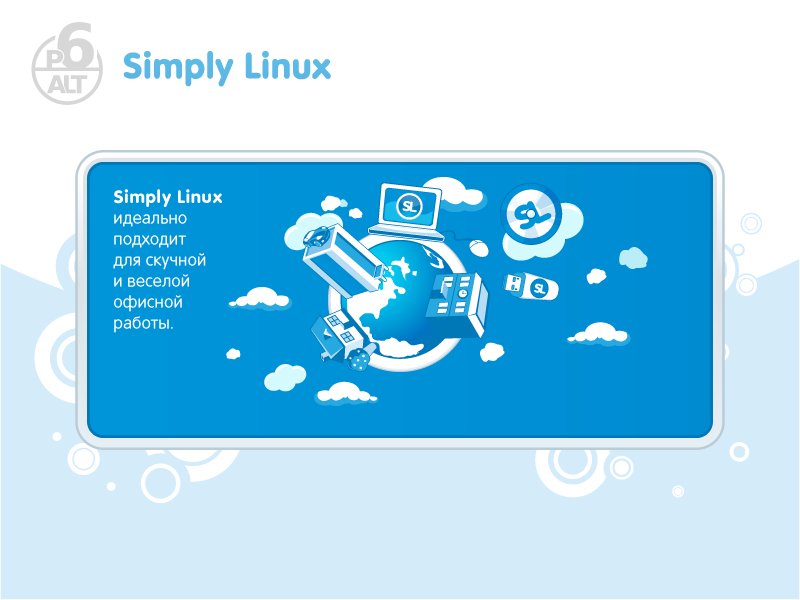 P6
ALT
Simply Linux
Simply Linux
идеально
подходит
для скучной
и веселой
офисной
работы.
SL
SL
SL